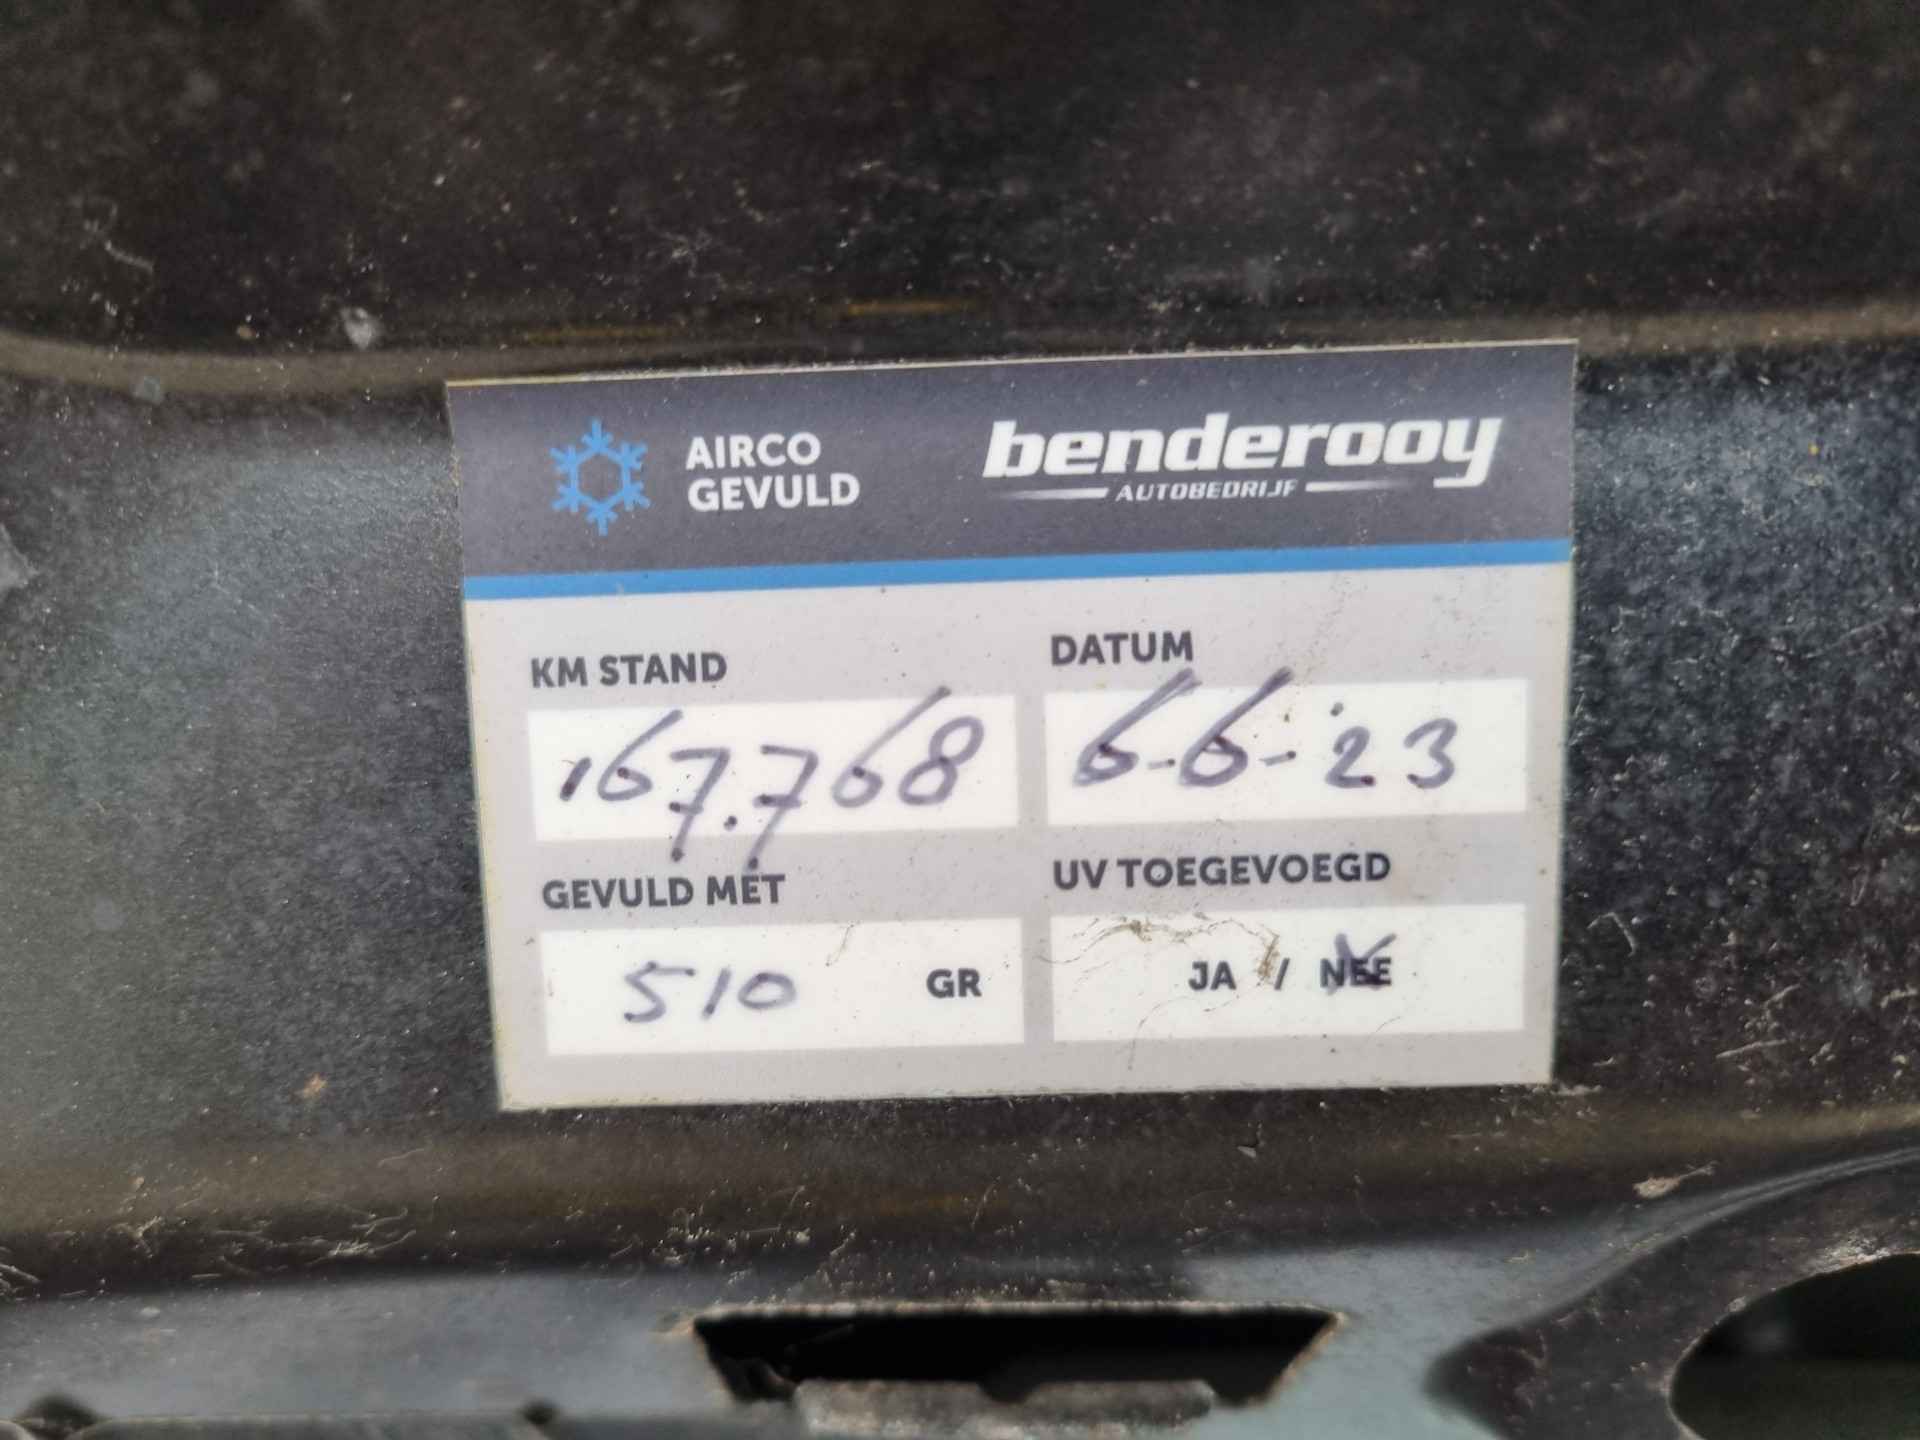 AIRCO
GEVULD
benderooy
AUTOBEDRIJF
KM STAND
167.768
DATUM
6-6-'23
GEVULD MET
510 GR
UV TOEGEVOEGD
JA / NEE